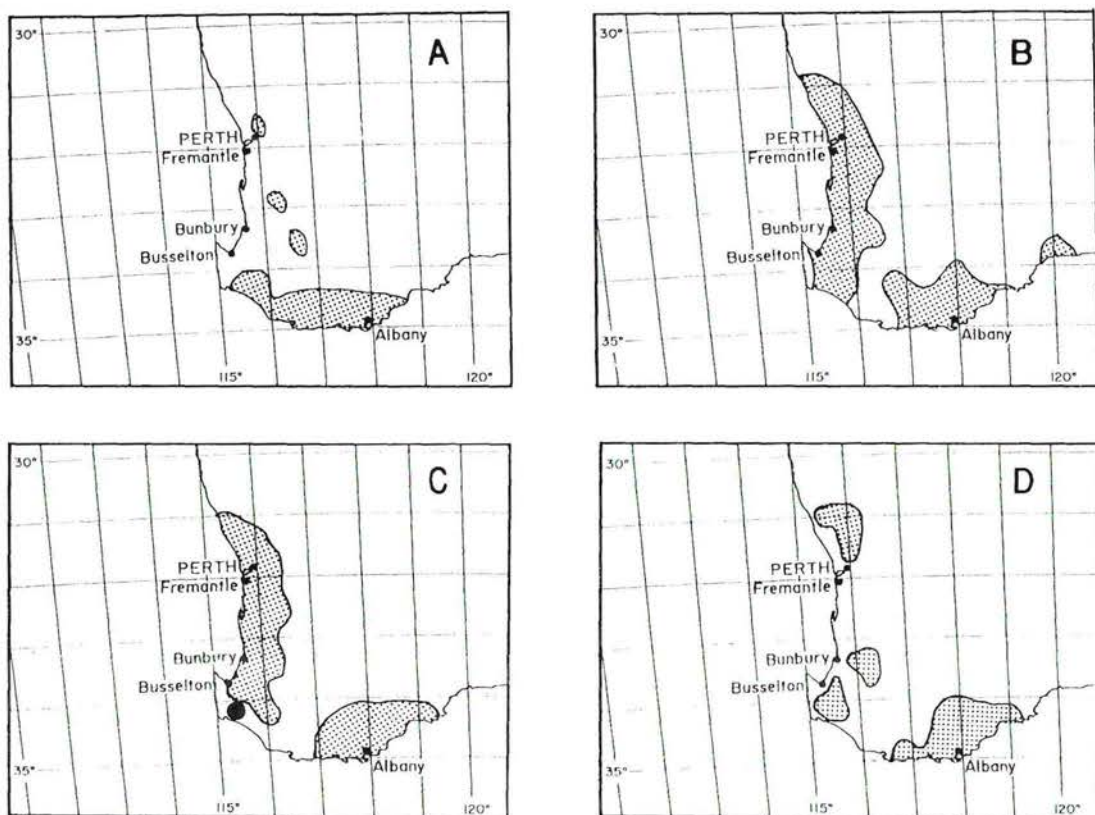 30°
A
PERTH
Fremantle
Bunbury
Busselton
Albany
35°
115°
120°
30°
B
PERTH
Fremantle
Bunbury
Busselton
Albany
35°
115°
120°
30°
C
PERTH
Fremantle
Bunbury
Busselton
Albany
35°
115°
120°
30°
D
PERTH
Fremantle
Bunbury
Busselton
Albany
35°
115°
120°